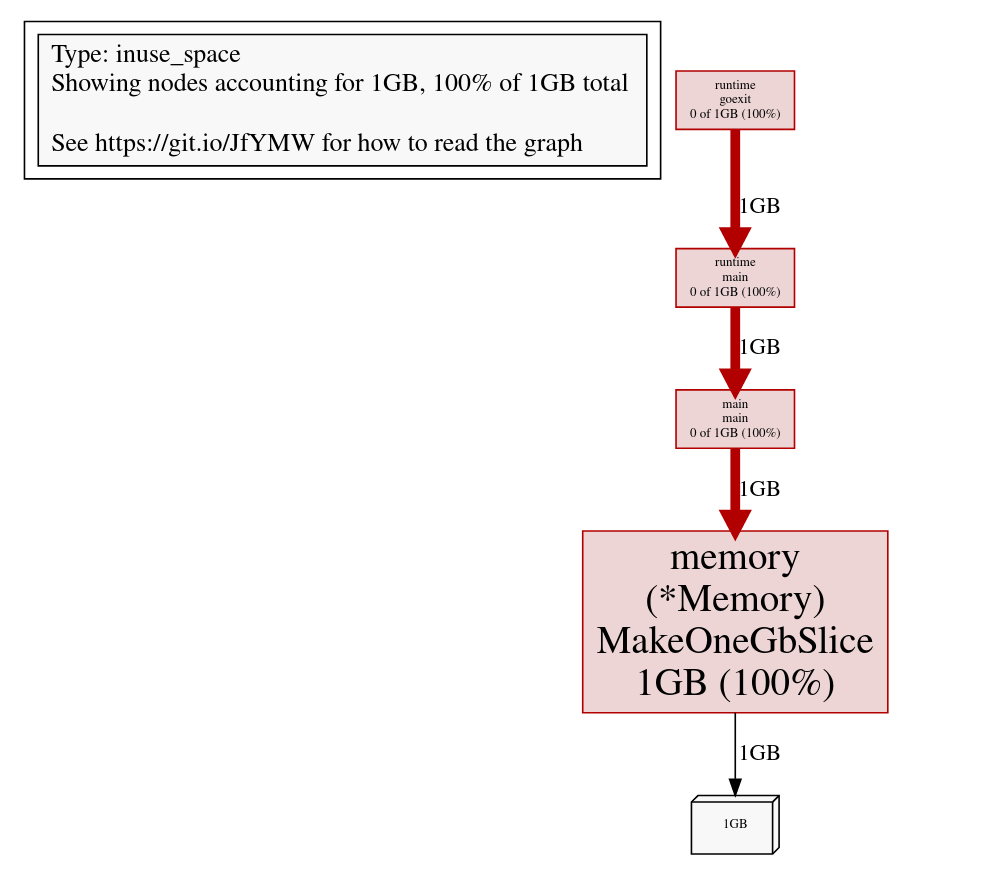 Type: inuse_space
Showing nodes accounting for 1GB, 100% of 1GB total
See https://git.io/JfYMW for how to read the graph
runtime
goexit
0 of 1GB (100%)
1GB
runtime
main
0 of 1GB (100%)
1GB
main
main
0 of 1GB (100%)
1GB
memory
(*Memory)
MakeOneGbSlice
1GB (100%)
1GB
1GB